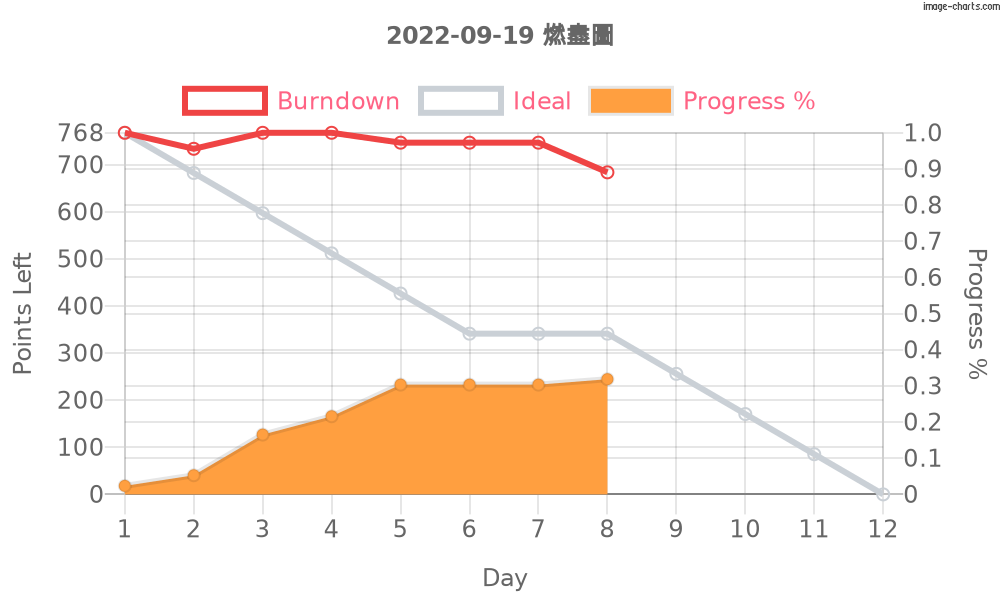 image-charts.com
2022-09-19 燃盡圖
Burndown Ideal Progress %
768 1.0
700 0.9
600 0.8
0.7
500 0.6
400 0.5
300 0.4
0.3
200 0.2
100 0.1
0 0
Points Left
Progress %
1 2 3 4 5 6 7 8 9 10 11 12
Day